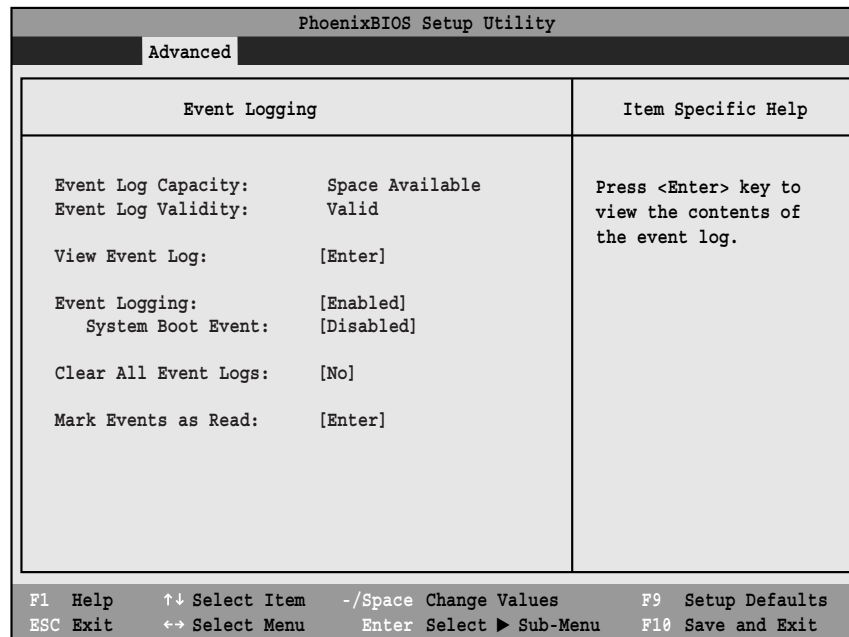 PhoenixBIOS Setup Utility
Advanced
Event Logging
Item Specific Help
Event Log Capacity: Space Available
Event Log Validity: Valid
View Event Log: [Enter]
Event Logging: [Enabled]
System Boot Event: [Disabled]
Clear All Event Logs: [No]
Mark Events as Read: [Enter]
Press <Enter> key to
view the contents of
the event log.
F1 Help ↑↓ Select Item -/Space Change Values F9 Setup Defaults
ESC Exit ←→ Select Menu Enter Select ▶ Sub-Menu F10 Save and Exit